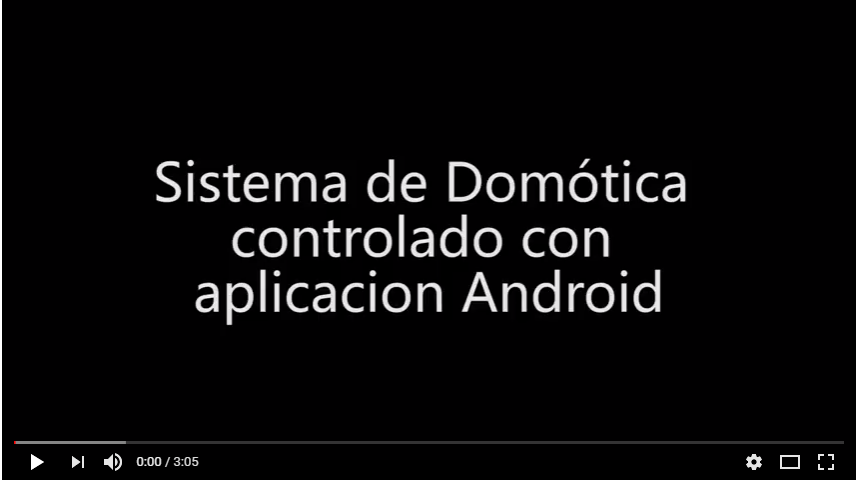 Sistema de Domótica
controlado con
aplicacion Android
0:00 / 3:05